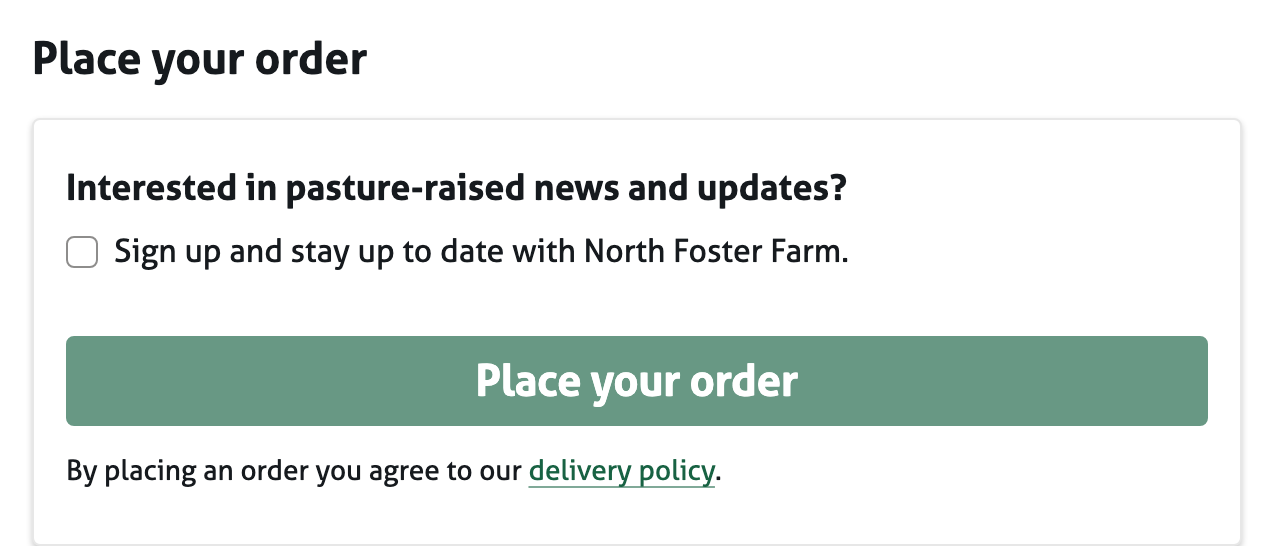 Place your order
Interested in pasture-raised news and updates?
Sign up and stay up to date with North Foster Farm.
Place your order
By placing an order you agree to our delivery policy.